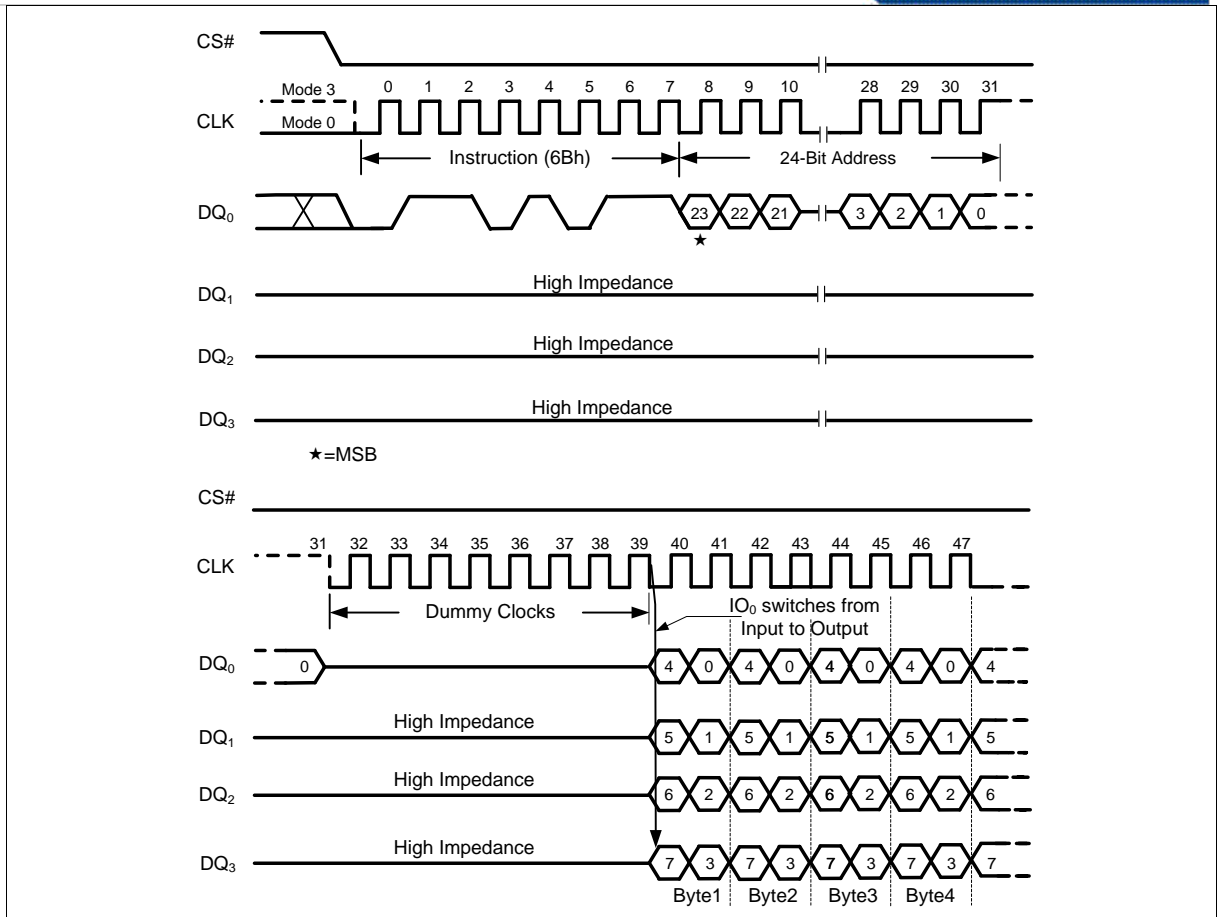 CS#
Mode 3 0 1 2 3 4 5 6 7 8 9 10 28 29 30 31
CLK Mode 0
Instruction (6Bh) 24-Bit Address
DQ0 23 22 21 3 2 1 0
★
High Impedance
DQ1
High Impedance
DQ2
High Impedance
DQ3
★=MSB
CS#
31 32 33 34 35 36 37 38 39 40 41 42 43 44 45 46 47
CLK
Dummy Clocks IO0 switches from
Input to Output
DQ0 0 4 0 4 0 4 0 4 0 4
High Impedance
DQ1 5 1 5 1 5 1 5 1 5
High Impedance
DQ2 6 2 6 2 6 2 6 2 6
High Impedance
DQ3 7 3 7 3 7 3 7 3 7
Byte1 Byte2 Byte3 Byte4